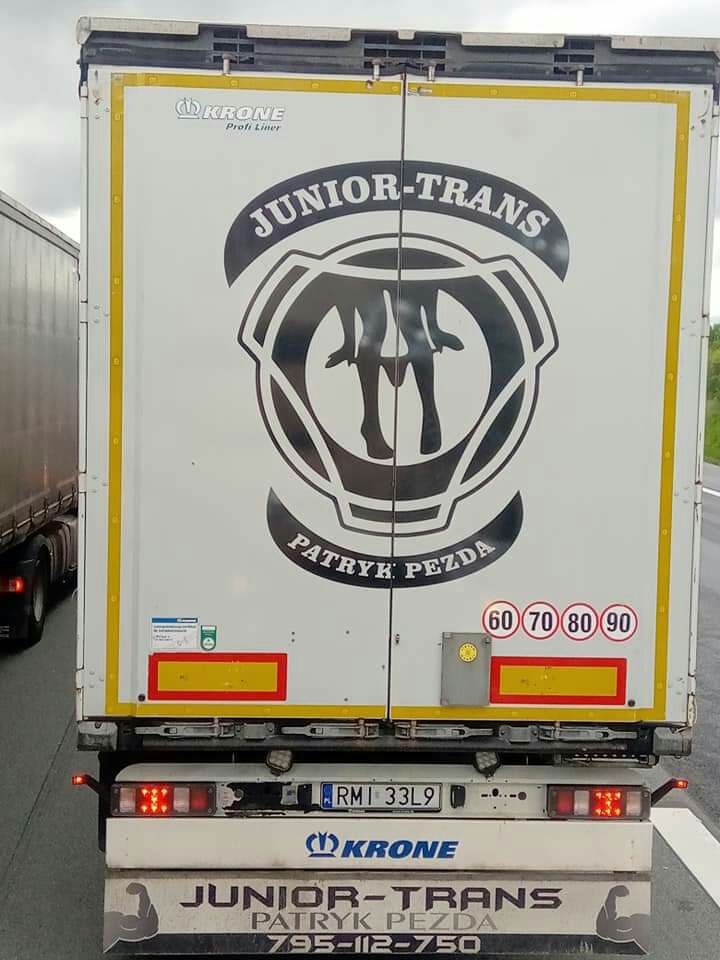 KRONE
Profi Liner
JUNIOR-TRANS
PATRYK PEZDA
60 70 80 90
PL RMI 33L9
KRONE
JUNIOR-TRANS
PATRYK PEZDA
795-112-750